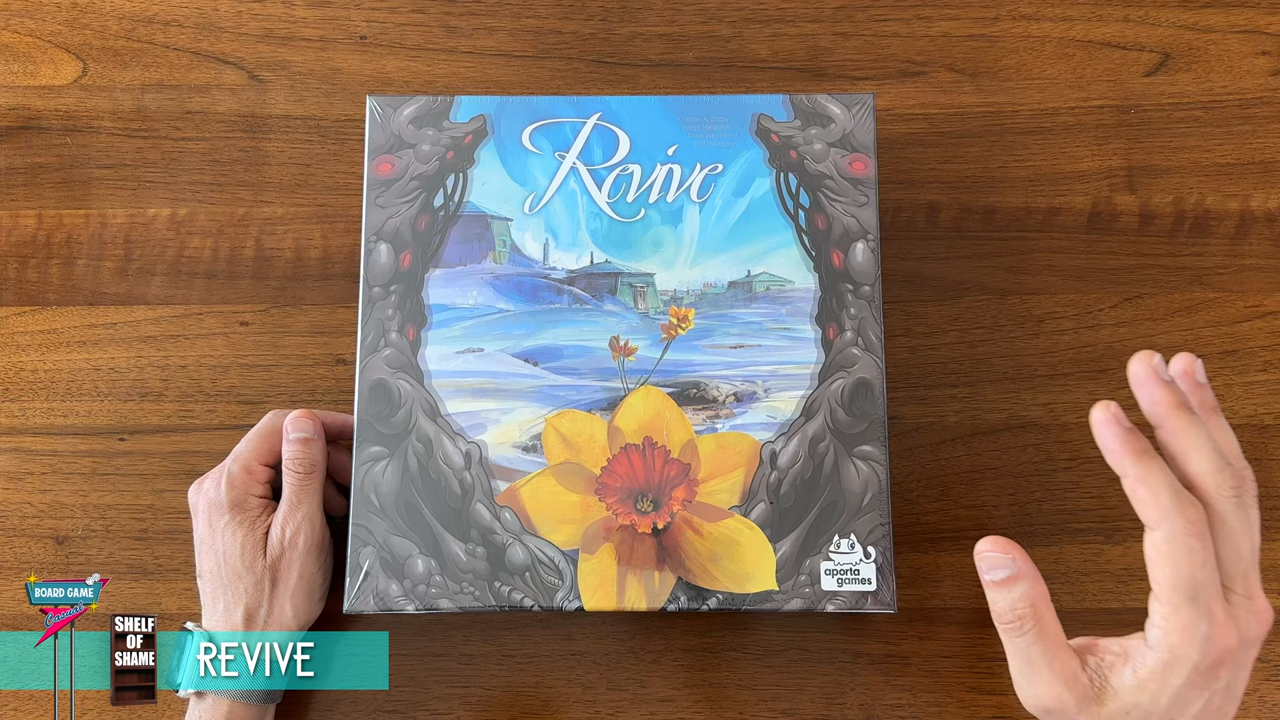 Revive
aporta
games
BOARD GAME
Casual
SHELF
OF
SHAME
REVIVE